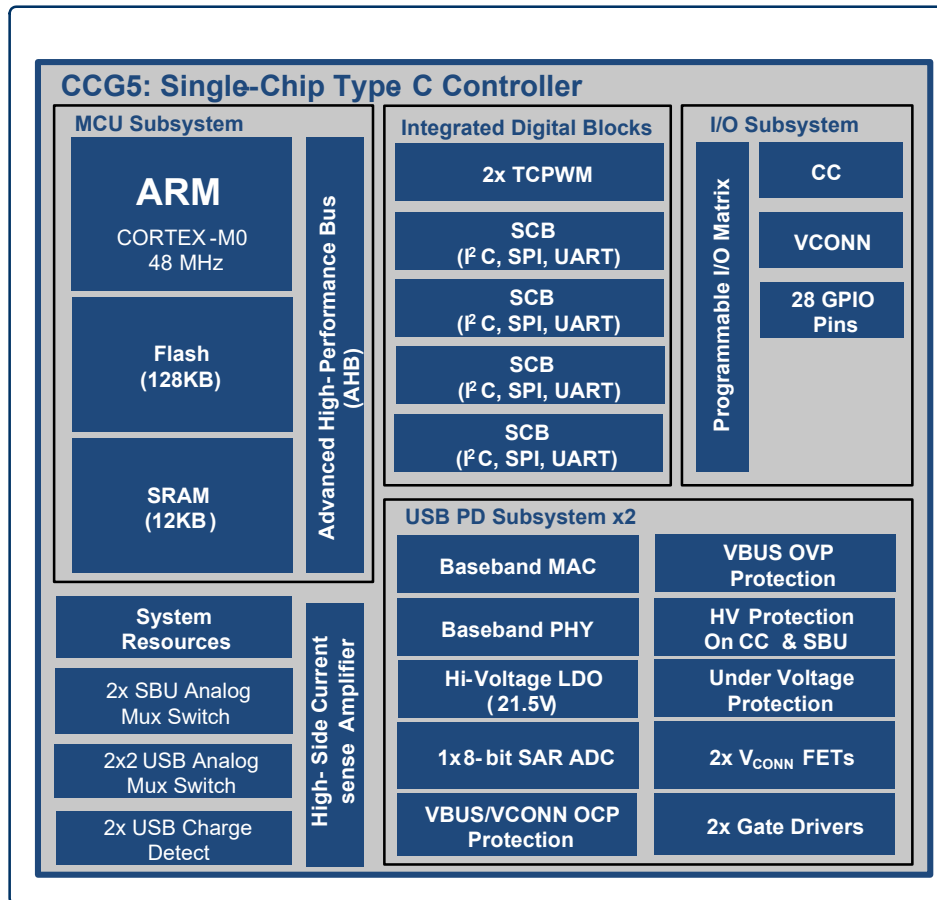 CCG5: Single-Chip Type C Controller
MCU Subsystem
ARM
CORTEX-M0
48 MHz
Flash
(128KB)
SRAM
(12KB)
Advanced High-Performance Bus
(AHB)
Integrated Digital Blocks
2x TCPWM
SCB
(I²C, SPI, UART)
SCB
(I²C, SPI, UART)
SCB
(I²C, SPI, UART)
SCB
(I²C, SPI, UART)
I/O Subsystem
Programmable I/O Matrix
CC
VCONN
28 GPIO
Pins
System
Resources
2x SBU Analog
Mux Switch
2x2 USB Analog
Mux Switch
2x USB Charge
Detect
High-Side Current
sense Amplifier
USB PD Subsystem x2
Baseband MAC
Baseband PHY
Hi-Voltage LDO
(21.5V)
1x8-bit SAR ADC
VBUS/VCONN OCP
Protection
VBUS OVP
Protection
HV Protection
On CC & SBU
Under Voltage
Protection
2x VCONN FETs
2x Gate Drivers